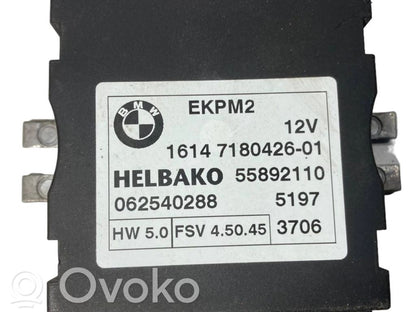 BMW
EKPM2
12V
1614 7180426-01
HELBAKO 55892110
062540288 5197
HW 5.0 FSV 4.50.45 3706
Ovoko